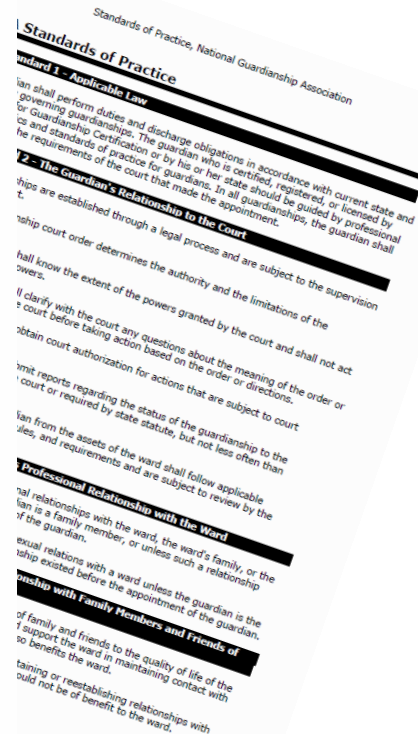 Standards of Practice, National Guardianship Association
Standards of Practice
andard 1 - Applicable Law
ian shall perform duties and discharge obligations in accordance with current state and
governing guardianships. The guardian who is certified, registered, or licensed by
for Guardianship Certification or by his or her state should be guided by professional
ics and standards of practice for guardians. In all guardianships, the guardian shall
he requirements of the court that made the appointment.
2 - The Guardian's Relationship to the Court
hips are established through a legal process and are subject to the supervision
rt.
nship court order determines the authority and the limitations of the
hall know the extent of the powers granted by the court and shall not act
owers.
ll clarify with the court any questions about the meaning of the order or
e court before taking action based on the order or directions.
obtain court authorization for actions that are subject to court
mit reports regarding the status of the guardianship to the
court or required by state statute, but not less often than
dian from the assets of the ward shall follow applicable
ules, and requirements and are subject to review by the
s Professional Relationship with the Ward
nal relationships with the ward, the ward's family, or the
dian is a family member, or unless such a relationship
of the guardian.
exual relations with a ward unless the guardian is the
nship existed before the appointment of the guardian.
onship with Family Members and Friends of
of family and friends to the quality of life of the
d support the ward in maintaining contact with
so benefits the ward.
taining or reestablishing relationships with
ould not be of benefit to the ward.